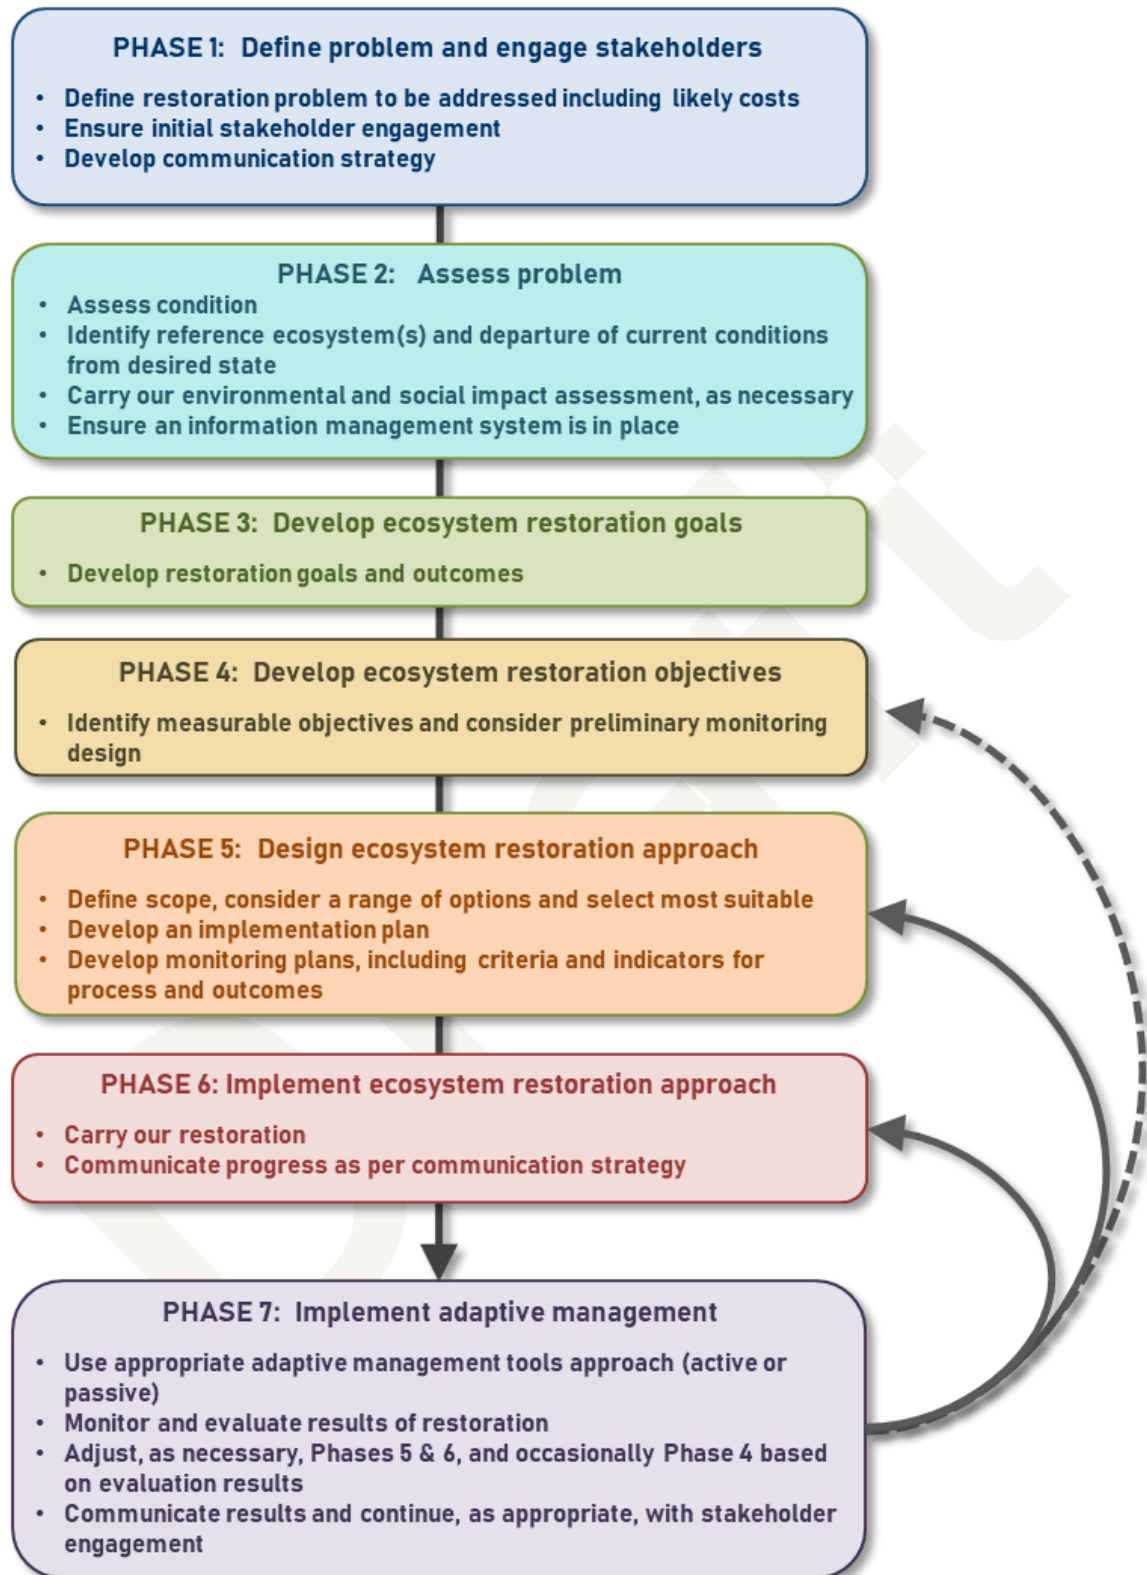 PHASE 1: Define problem and engage stakeholders
• Define restoration problem to be addressed including likely costs
• Ensure initial stakeholder engagement
• Develop communication strategy
PHASE 2: Assess problem
• Assess condition
• Identify reference ecosystem(s) and departure of current conditions
from desired state
• Carry our environmental and social impact assessment, as necessary
• Ensure an information management system is in place
PHASE 3: Develop ecosystem restoration goals
• Develop restoration goals and outcomes
PHASE 4: Develop ecosystem restoration objectives
• Identify measurable objectives and consider preliminary monitoring
design
PHASE 5: Design ecosystem restoration approach
• Define scope, consider a range of options and select most suitable
• Develop an implementation plan
• Develop monitoring plans, including criteria and indicators for
process and outcomes
PHASE 6: Implement ecosystem restoration approach
• Carry our restoration
• Communicate progress as per communication strategy
PHASE 7: Implement adaptive management
• Use appropriate adaptive management tools approach (active or
passive)
• Monitor and evaluate results of restoration
• Adjust, as necessary, Phases 5 & 6, and occasionally Phase 4 based
on evaluation results
• Communicate results and continue, as appropriate, with stakeholder
engagement